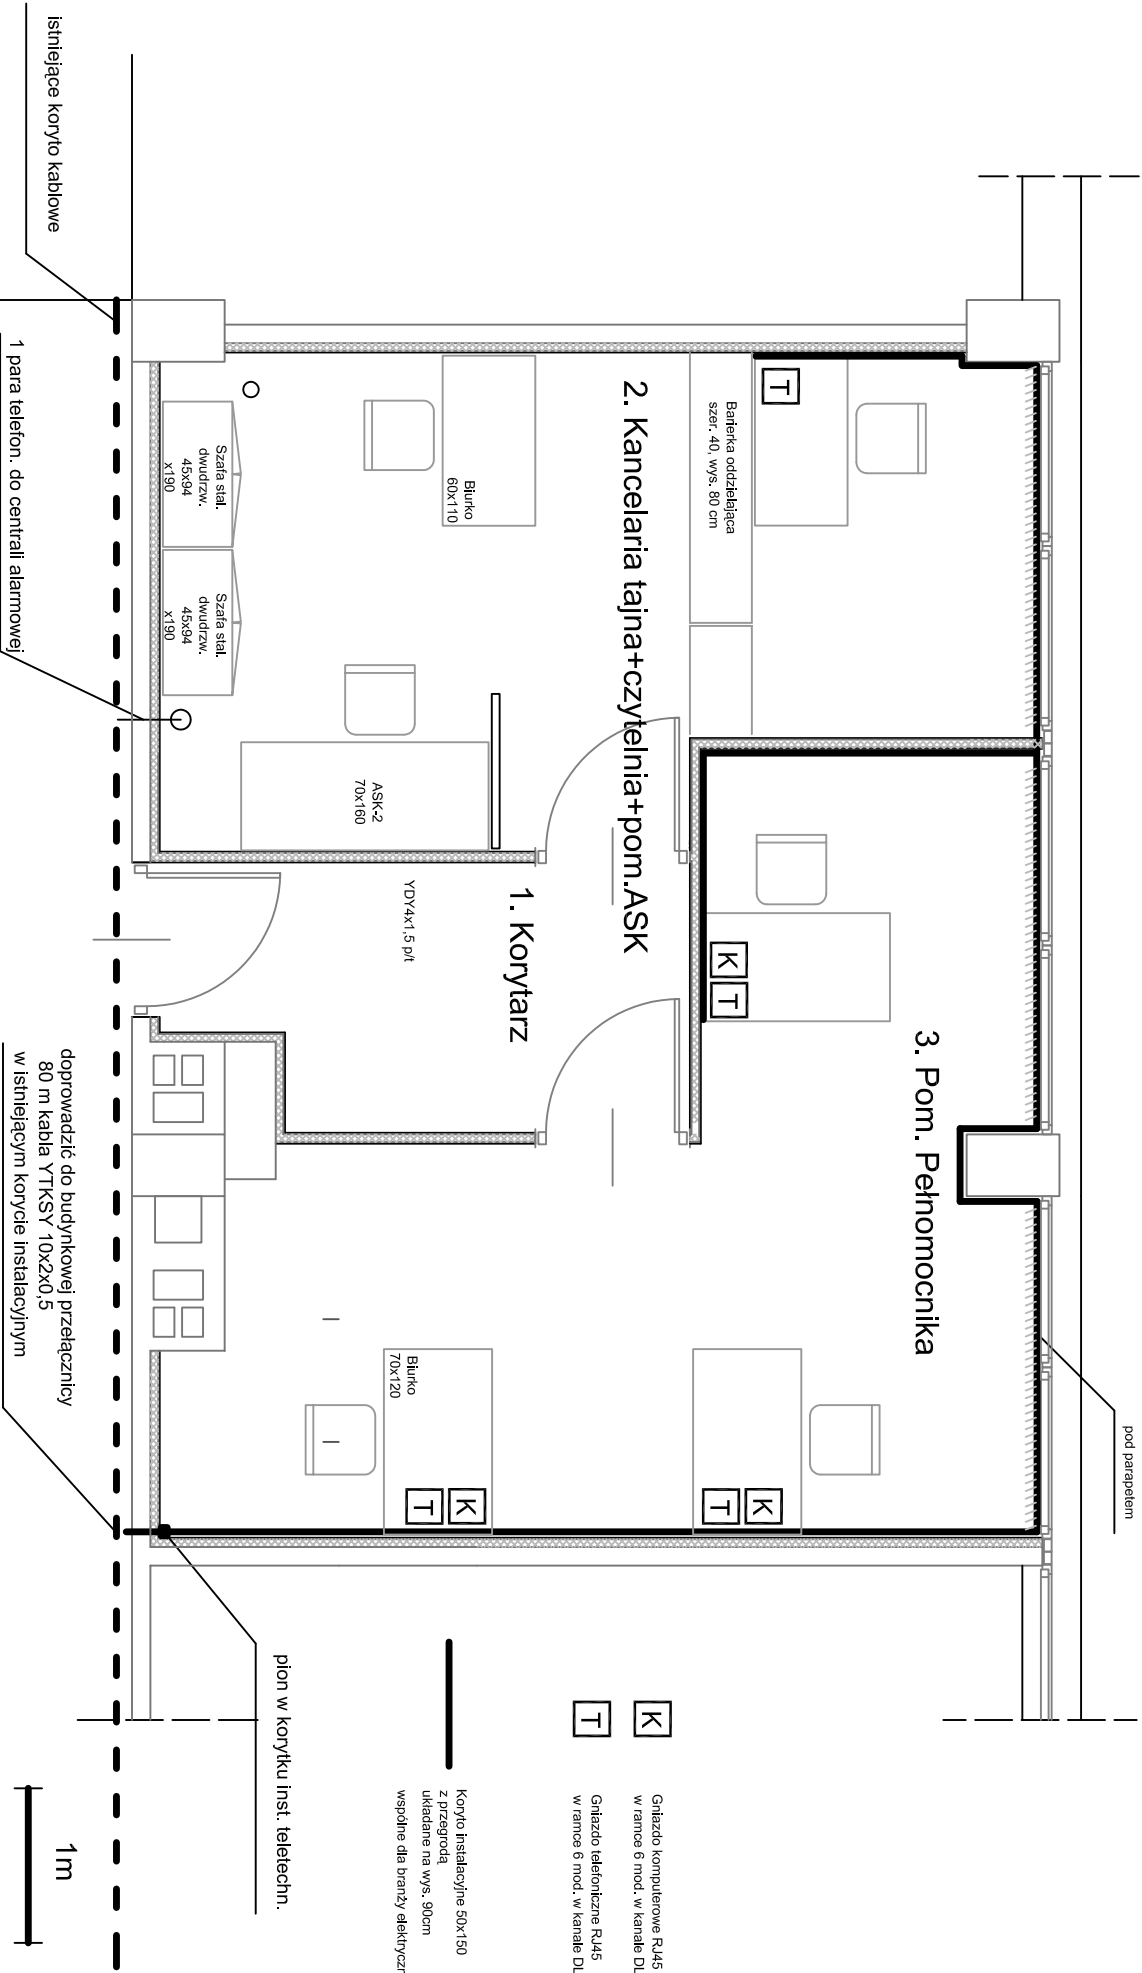 istniejące koryto kablowe
1 para telefon. do centrali alarmowej
Szafa stal.
dwudrzw.
45x94
x190
Szafa stal.
dwudrzw.
45x94
x190
Biurko
60x110
2. Kancelaria tajna+czytelnia+pom.ASK
Barierka oddzielająca
szer. 40, wys. 80 cm
T
ASK-2
70x160
YDY4x1,5 p/t
1. Korytarz
K
T
3. Pom. Pełnomocnika
pod parapetem
doprowadzić do budynkowej przełącznicy
80 m kabla YTKSY 10x2x0,5
w istniejącym korycie instalacyjnym
Biurko
70x120
K
T
K
T
pion w korytku inst. teletechn.
K
Gniazdo komputerowe RJ45
w ramce 6 mod. w kanale DL
T
Gniazdo telefoniczne RJ45
w ramce 6 mod. w kanale DL
Koryto instalacyjne 50x150
z przegrodą
układane na wys. 90cm
wspólne dla branży elektryczn
1m